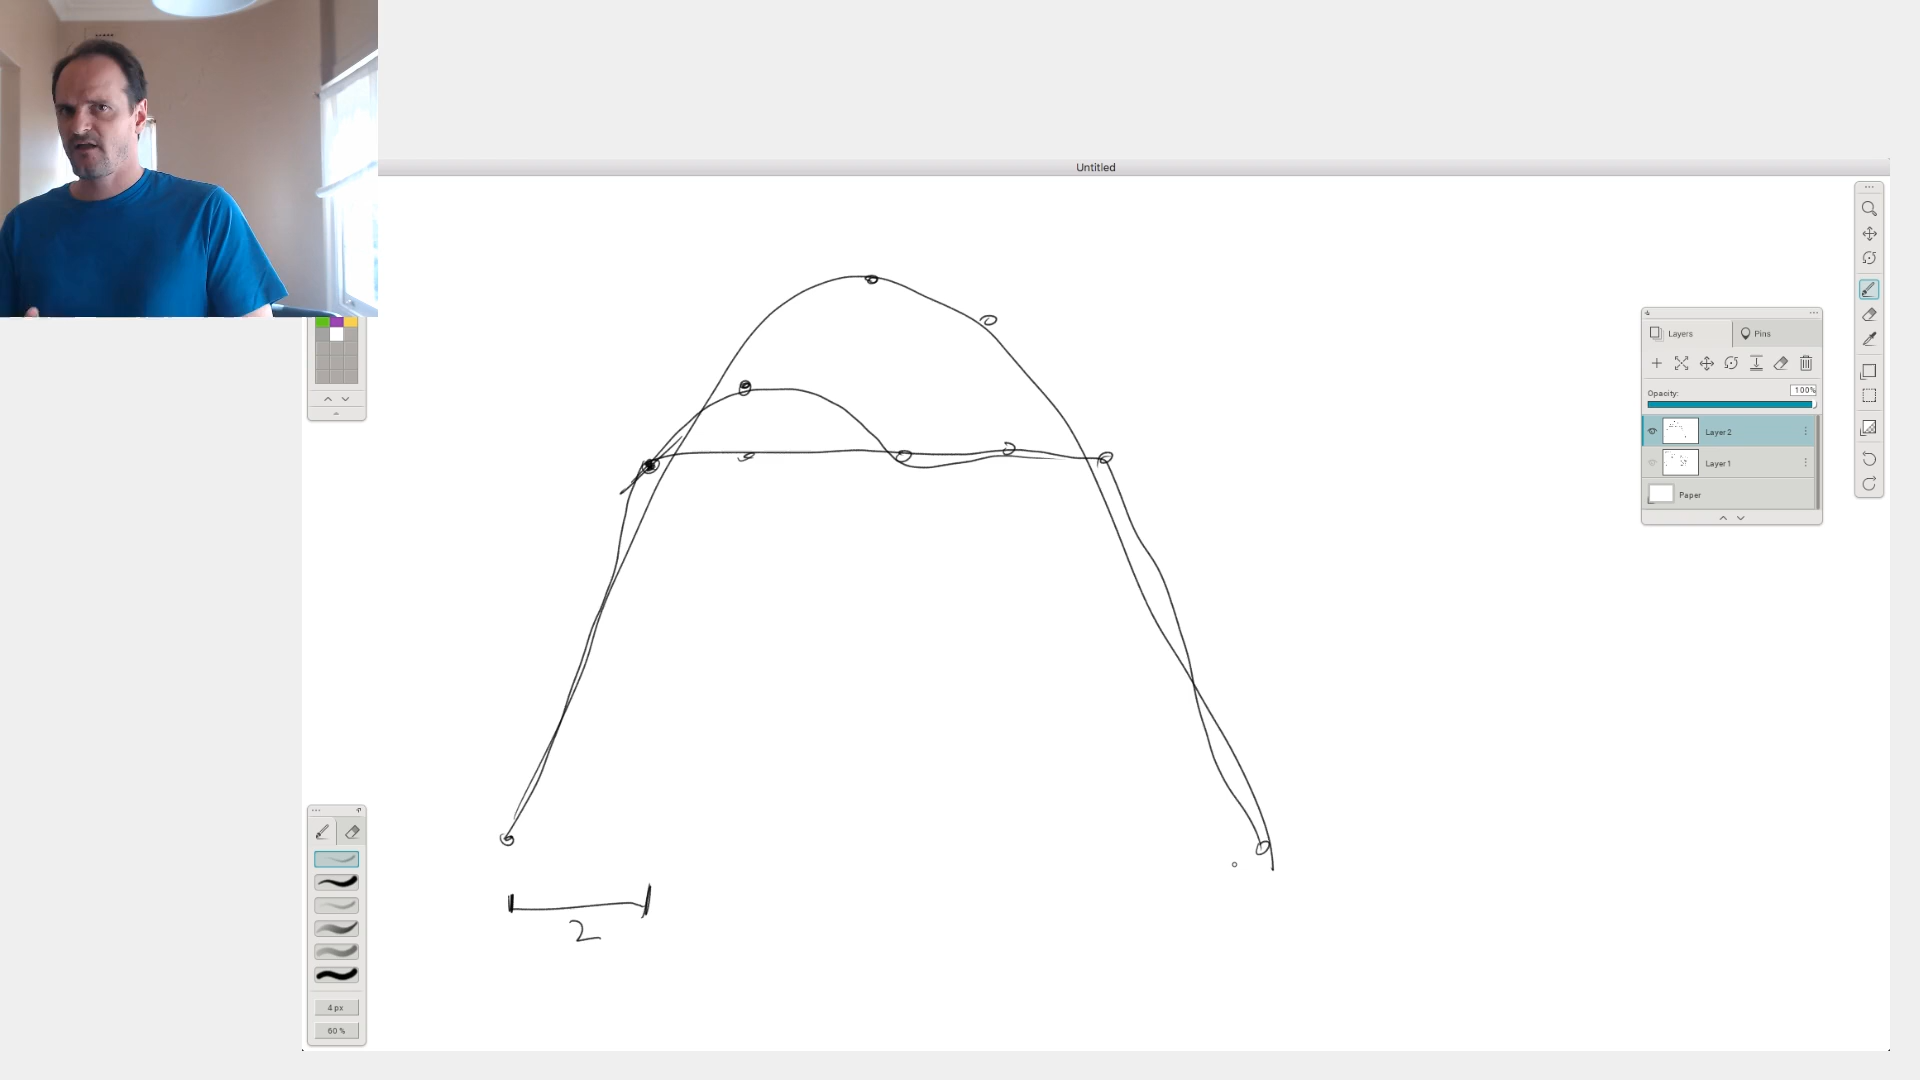 Untitled
Layers
Pins
Opacity:
100%
Layer 2
Layer 1
Paper
2
4 px
60 %